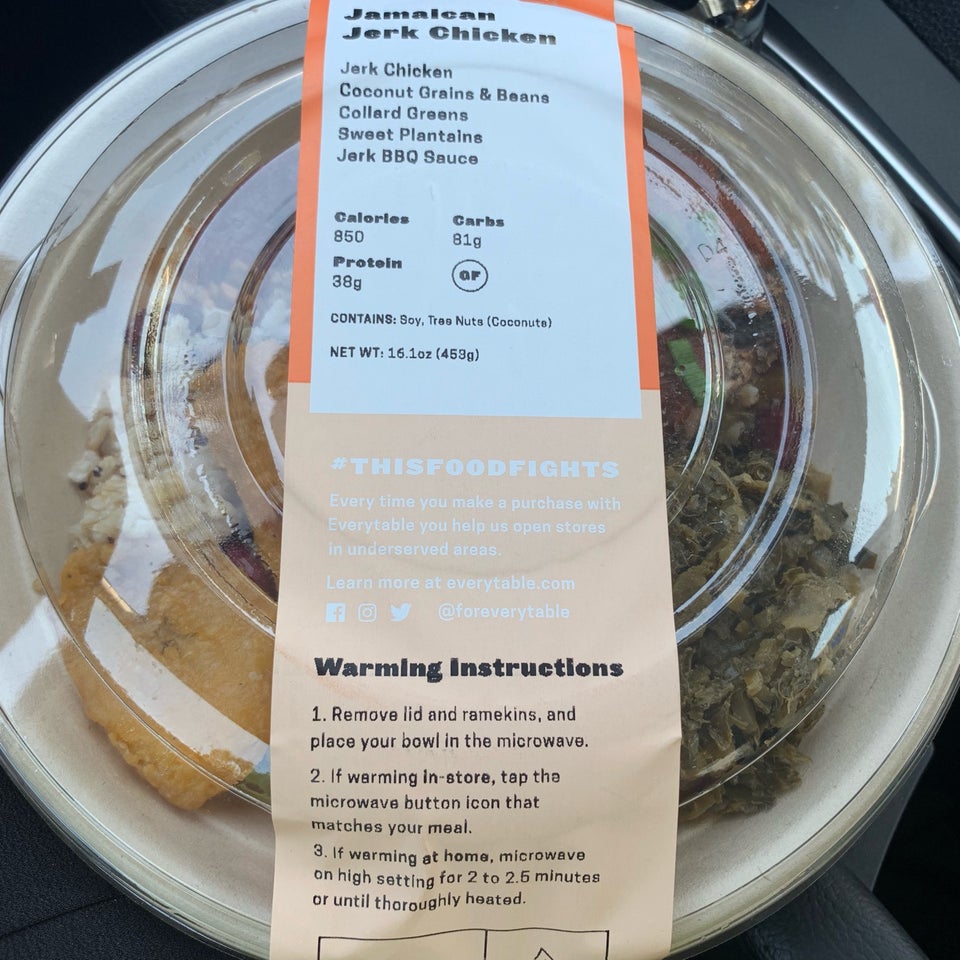 Jamaican
Jerk Chicken
Jerk Chicken
Coconut Grains & Beans
Collard Greens
Sweet Plantains
Jerk BBQ Sauce
Calories Carbs
850 81g
Protein
38g GF
CONTAINS: Soy, Tree Nuts (Coconuts)
NET WT: 16.1oz (453g)
D4
#THISFOODFIGHTS
Every time you make a purchase with
Everytable you help us open stores
in underserved areas.
Learn more at everytable.com
@foreverytable
Warming Instructions
1. Remove lid and ramekins, and
place your bowl in the microwave.
2. If warming in-store, tap the
microwave button icon that
matches your meal.
3. If warming at home, microwave
on high setting for 2 to 2.5 minutes
or until thoroughly heated.